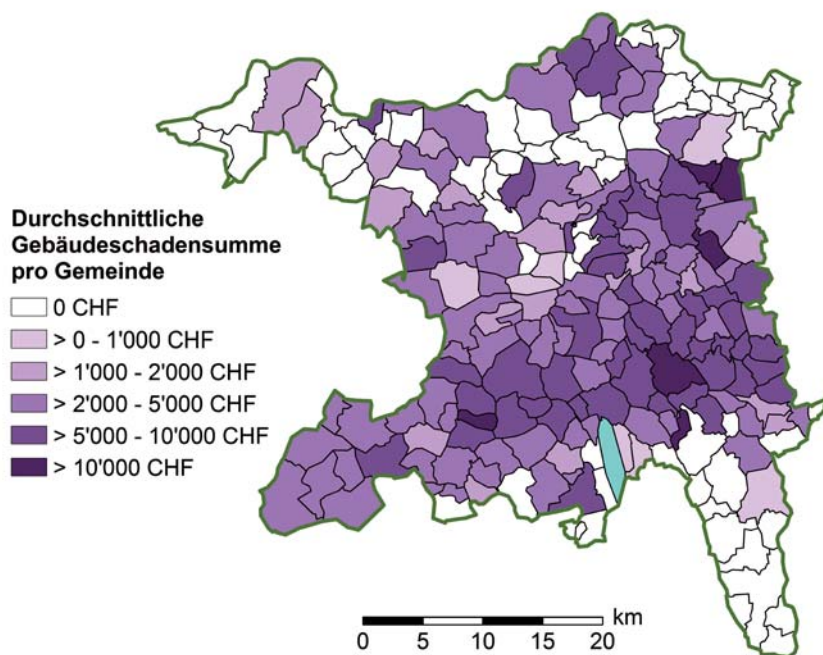 Durchschnittliche
Gebäudeschadensumme
pro Gemeinde
0 CHF
> 0 - 1'000 CHF
> 1'000 - 2'000 CHF
> 2'000 - 5'000 CHF
> 5'000 - 10'000 CHF
> 10'000 CHF
km
0 5 10 15 20